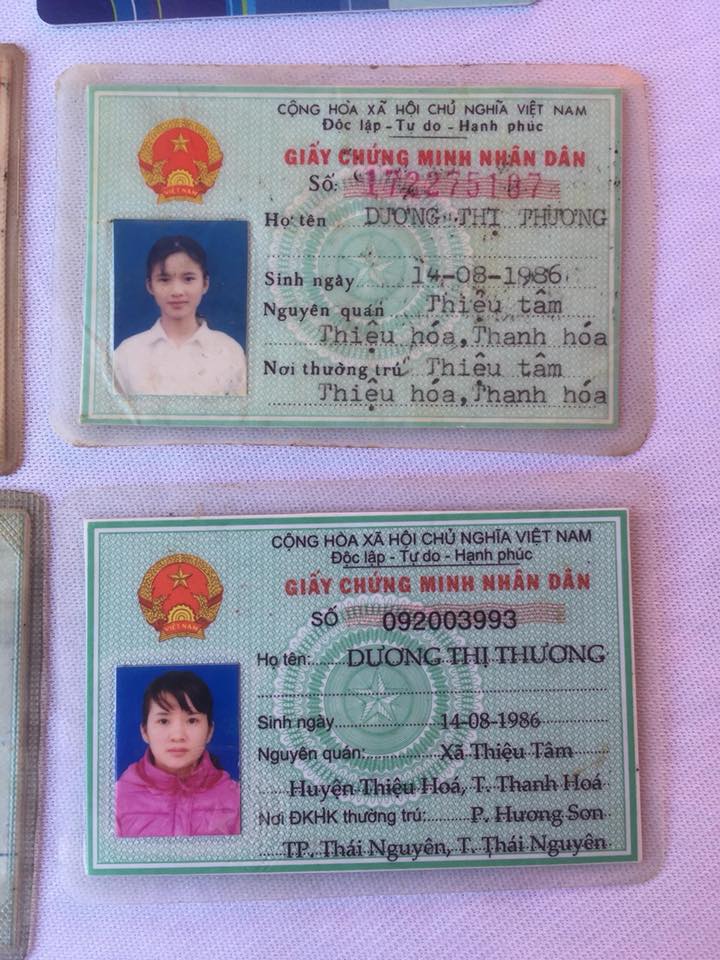 CỘNG HÒA XÃ HỘI CHỦ NGHĨA VIỆT NAM
Độc lập - Tự do - Hạnh phúc
GIẤY CHỨNG MINH NHÂN DÂN
Số: 172275187
Họ tên DƯƠNG THỊ THƯƠNG
Sinh ngày 14-08-1986
Nguyên quán Thiệu tâm
Thiệu hóa, Thanh hóa
Nơi thường trú Thiệu tâm
Thiệu hóa, Thanh hóa
VIỆT NAM
CỘNG HÒA XÃ HỘI CHỦ NGHĨA VIỆT NAM
Độc lập - Tự do - Hạnh phúc
GIẤY CHỨNG MINH NHÂN DÂN
SỐ 092003993
Họ tên: DƯƠNG THỊ THƯƠNG
Sinh ngày 14-08-1986
Nguyên quán: Xã Thiệu Tâm
Huyện Thiệu Hoá, T. Thanh Hoá
Nơi ĐKHK thường trú: P. Hương Sơn
TP. Thái Nguyên, T. Thái Nguyên
VIỆT NAM